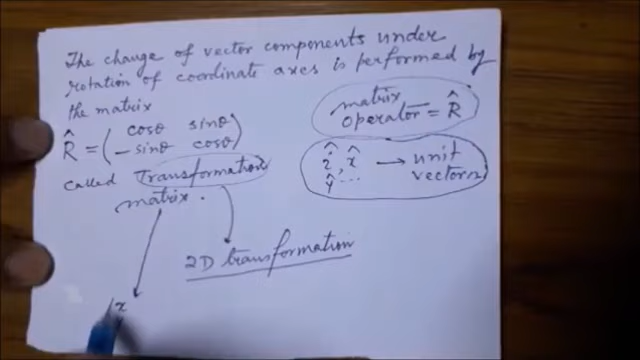 The change of vector components under
rotation of coordinate axes is performed by
the matrix
R̂ = ( cosθ sinθ
-sinθ cosθ )
called Transformation
matrix.
matrix
operator = R̂
î, x̂ → unit
ŷ... vectors
2D transformation
x